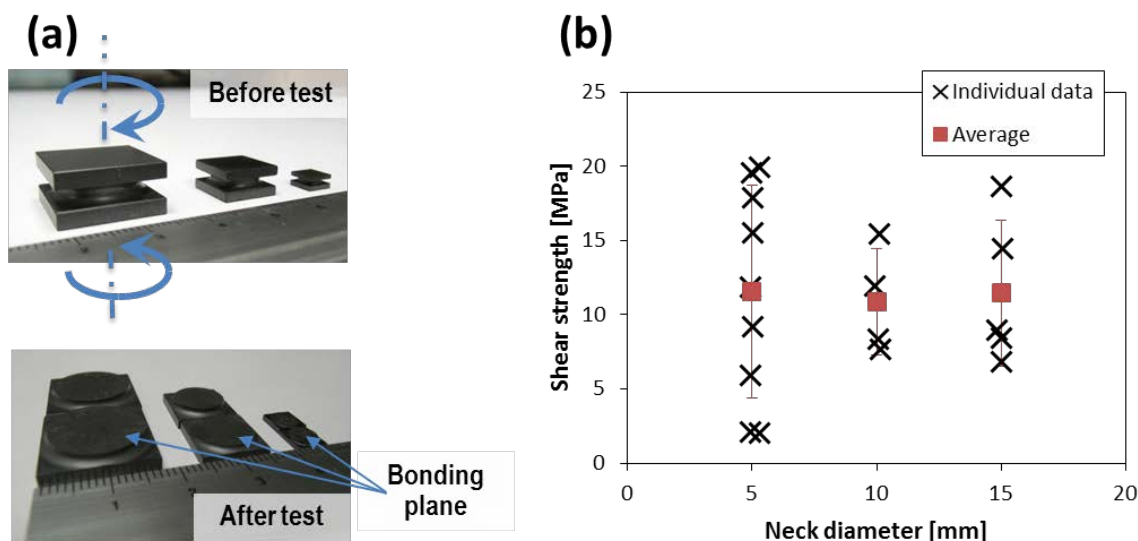 (a)
Before test
After test
Bonding
plane
(b)
Individual data
Average
Shear strength [MPa]
25
20
15
10
5
0
0 5 10 15 20
Neck diameter [mm]